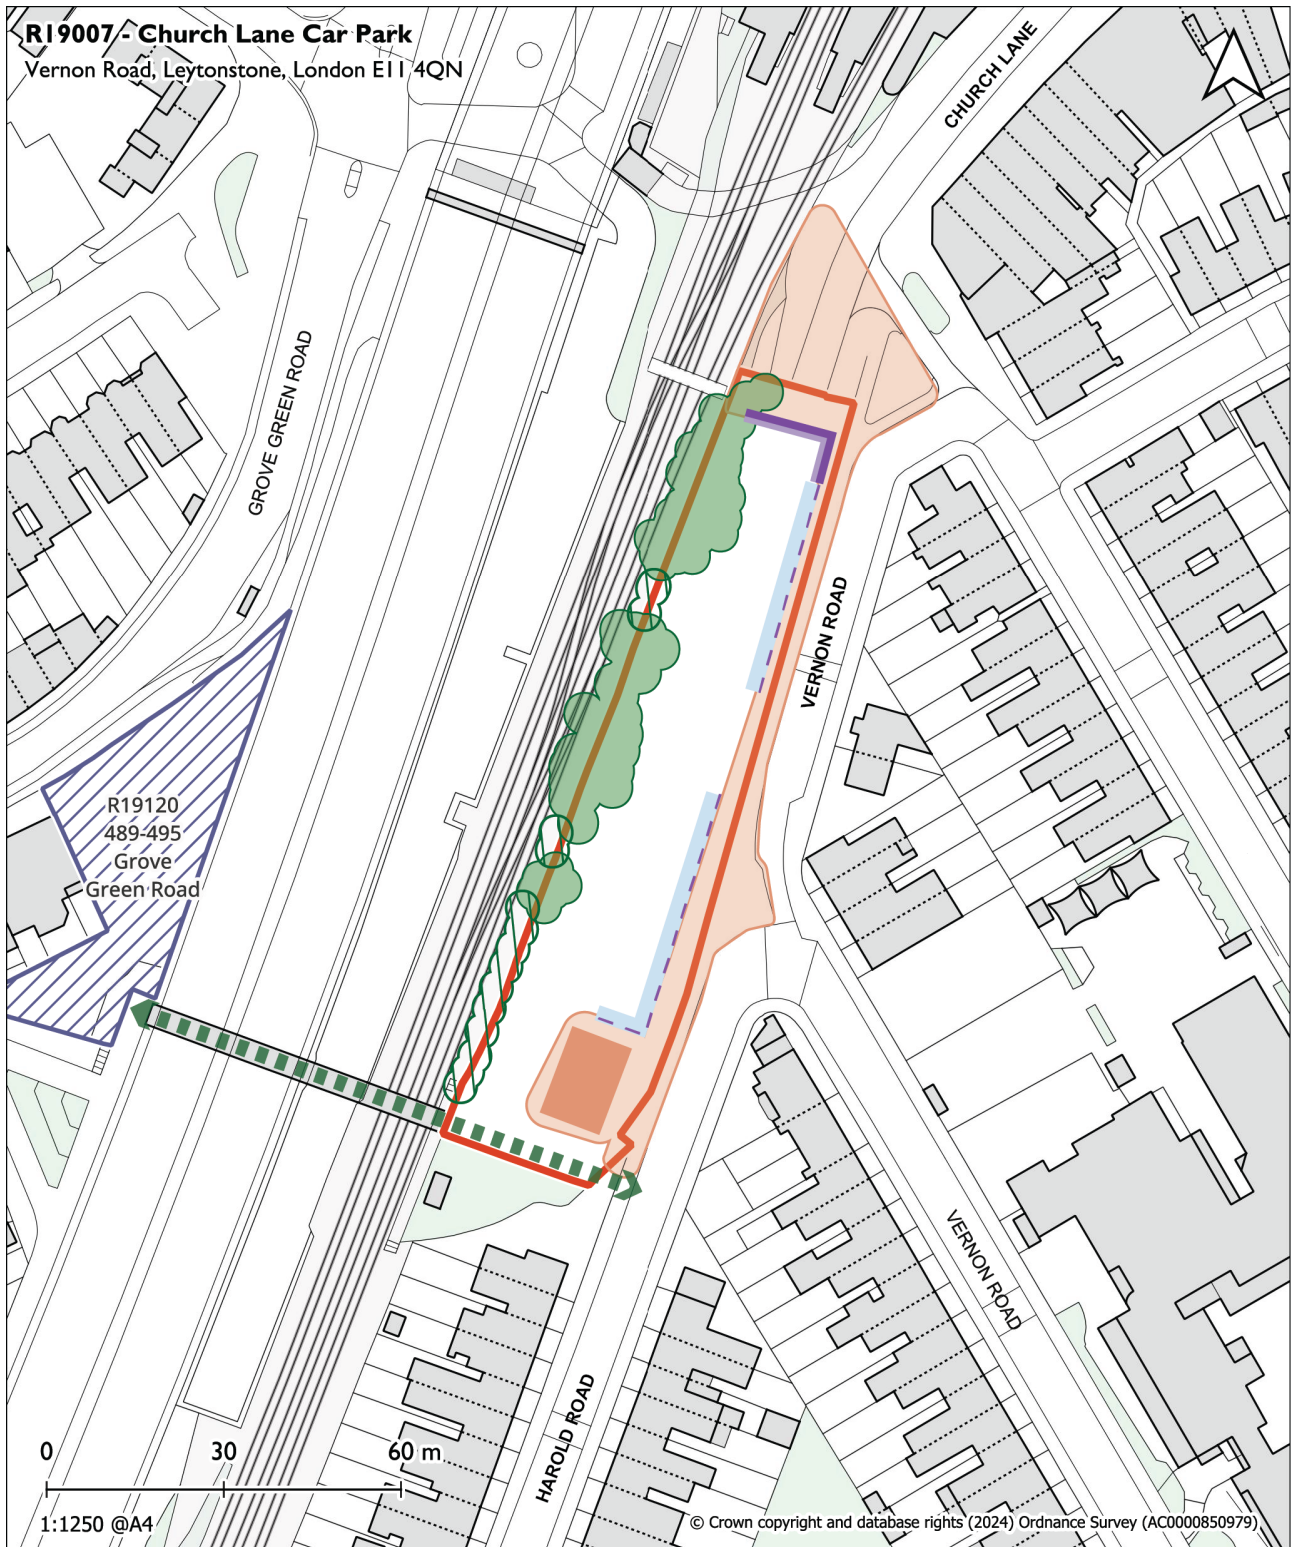 R19007 - Church Lane Car Park
Vernon Road, Leytonstone, London E11 4QN
CHURCH LANE
GROVE GREEN ROAD
VERNON ROAD
R19120
489-495
Grove
Green Road
VERNON ROAD
HAROLD ROAD
0 30 60 m
1:1250 @A4
© Crown copyright and database rights (2024) Ordnance Survey (AC0000850979)